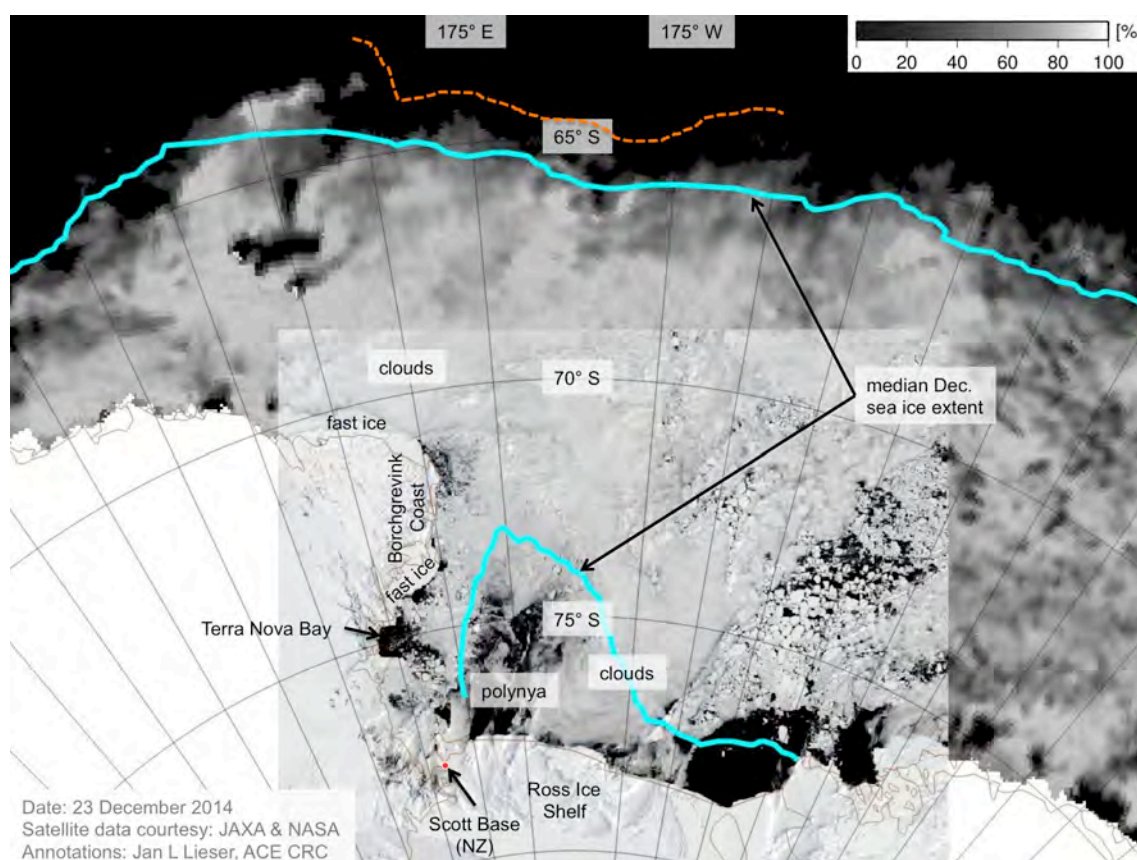 175° E
175° W
[%
0 20 40 60 80 100
65° S
clouds
70° S
median Dec.
sea ice extent
fast ice
Borchgrevink
Coast
fast ice
75° S
Terra Nova Bay
clouds
polynya
Ross Ice
Shelf
Scott Base
(NZ)
Date: 23 December 2014
Satellite data courtesy: JAXA & NASA
Annotations: Jan L Lieser, ACE CRC